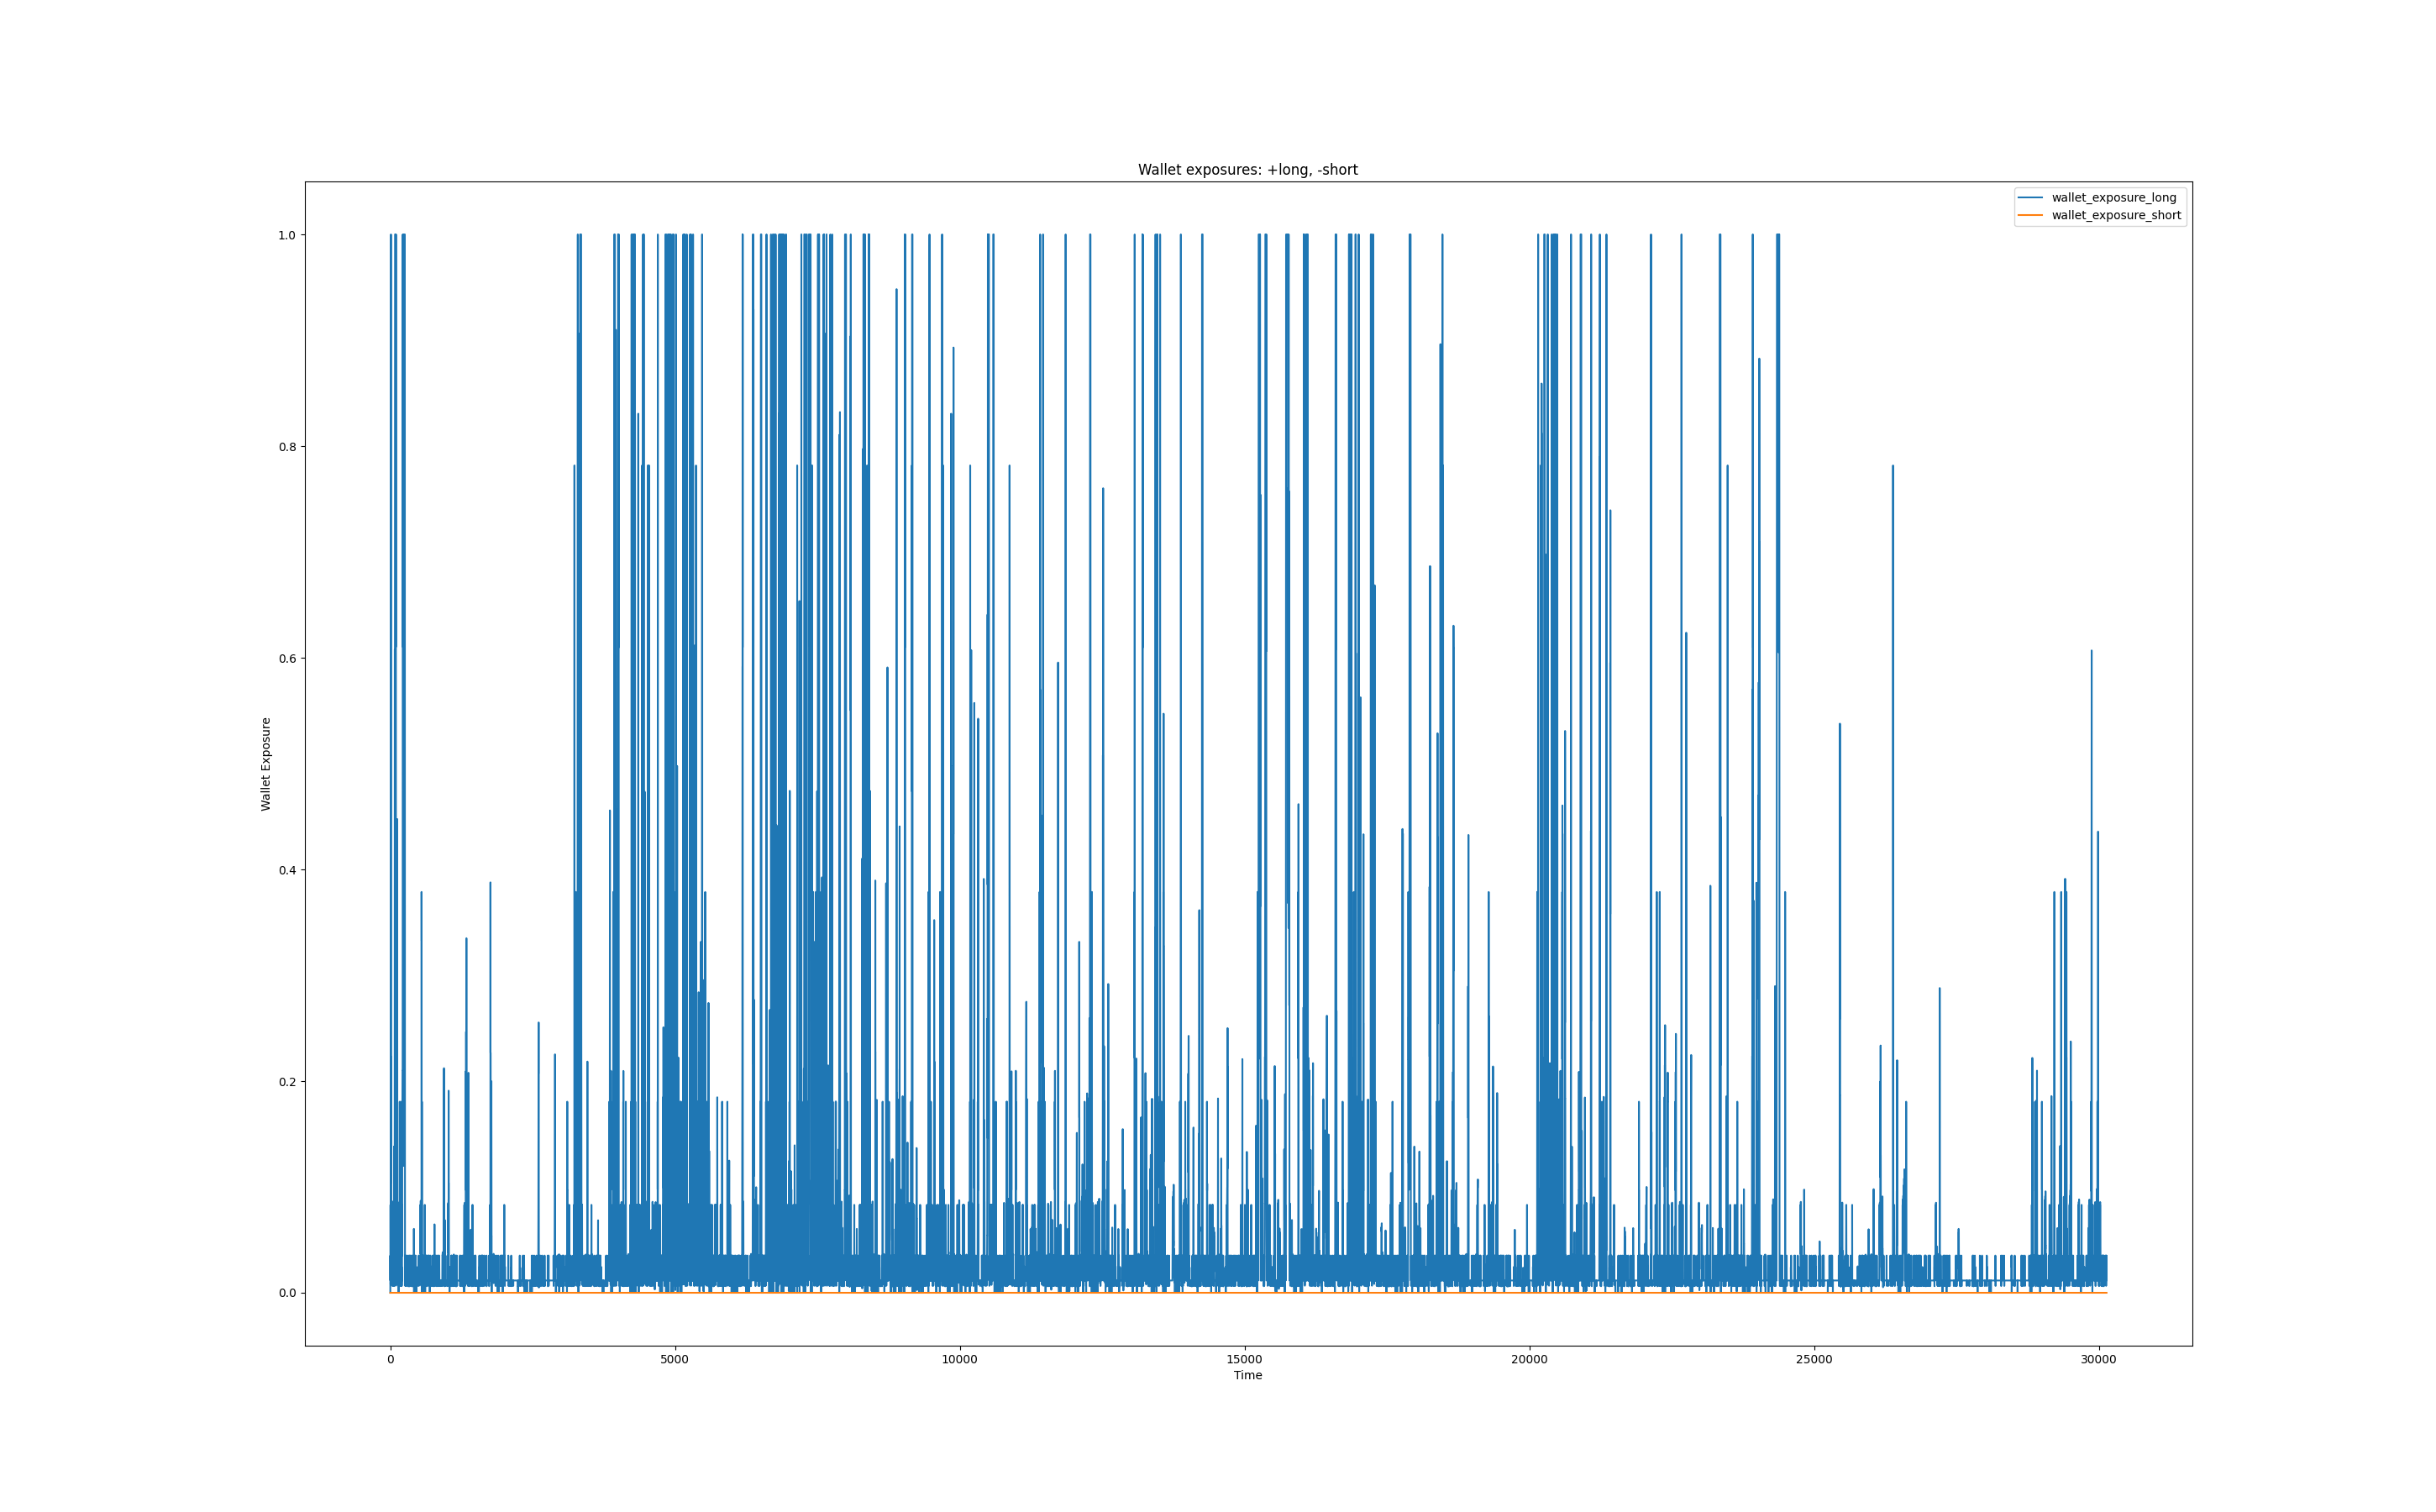 Wallet exposures: +long, -short
wallet_exposure_long
wallet_exposure_short
1.0
0.8
0.6
0.4
0.2
0.0
Wallet Exposure
0 5000 10000 15000 20000 25000 30000
Time